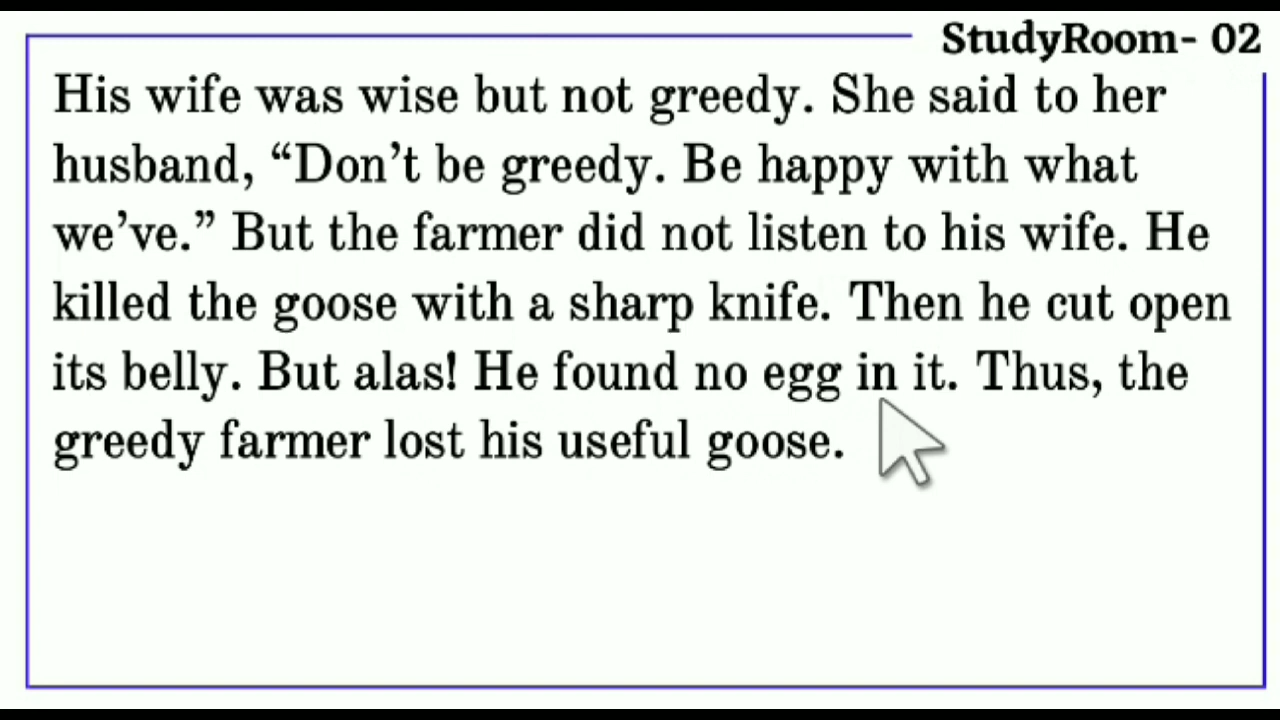 StudyRoom- 02
His wife was wise but not greedy. She said to her
husband, “Don’t be greedy. Be happy with what
we’ve.” But the farmer did not listen to his wife. He
killed the goose with a sharp knife. Then he cut open
its belly. But alas! He found no egg in it. Thus, the
greedy farmer lost his useful goose.